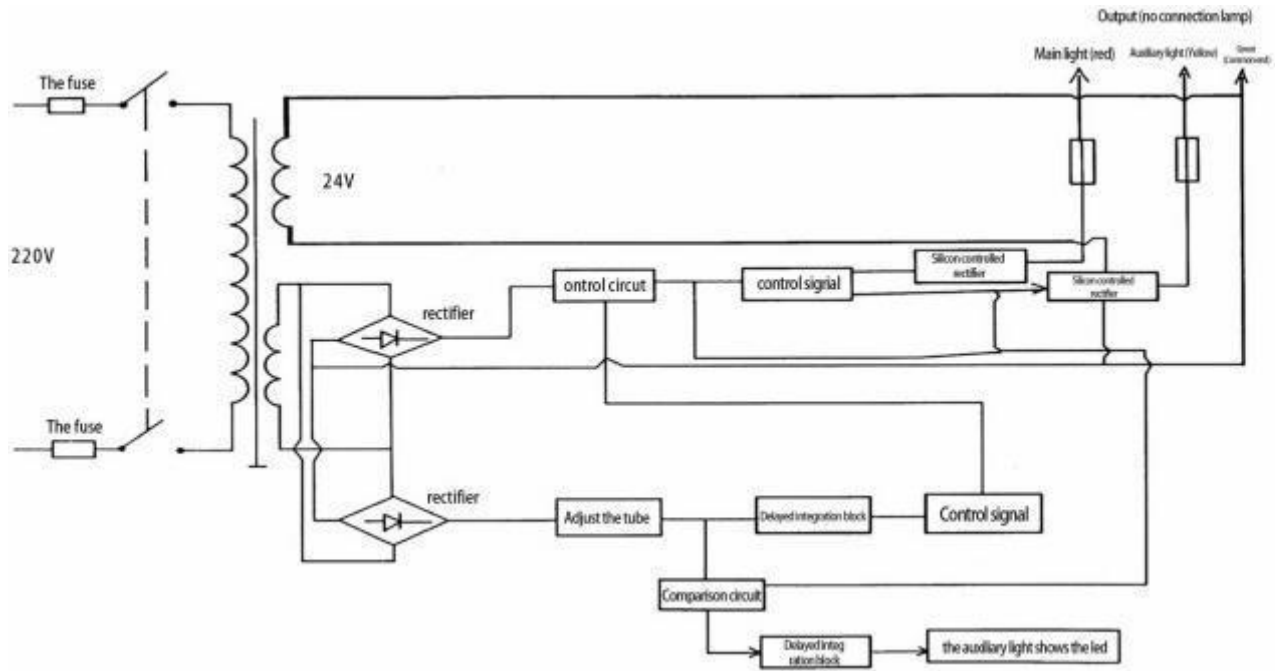 Output (no connection lamp)
Main light (red)
Auxiliary light (Yellow)
The fuse
24V
220V
Silicon controlled
rectifier
ontrol circut
control sigrial
Silicon controlled
rectifier
rectifier
The fuse
rectifier
Adjust the tube
Delayed integration block
Control signal
Comparison circuit
Delayed integ
ration block
the auxiliary light shows the led